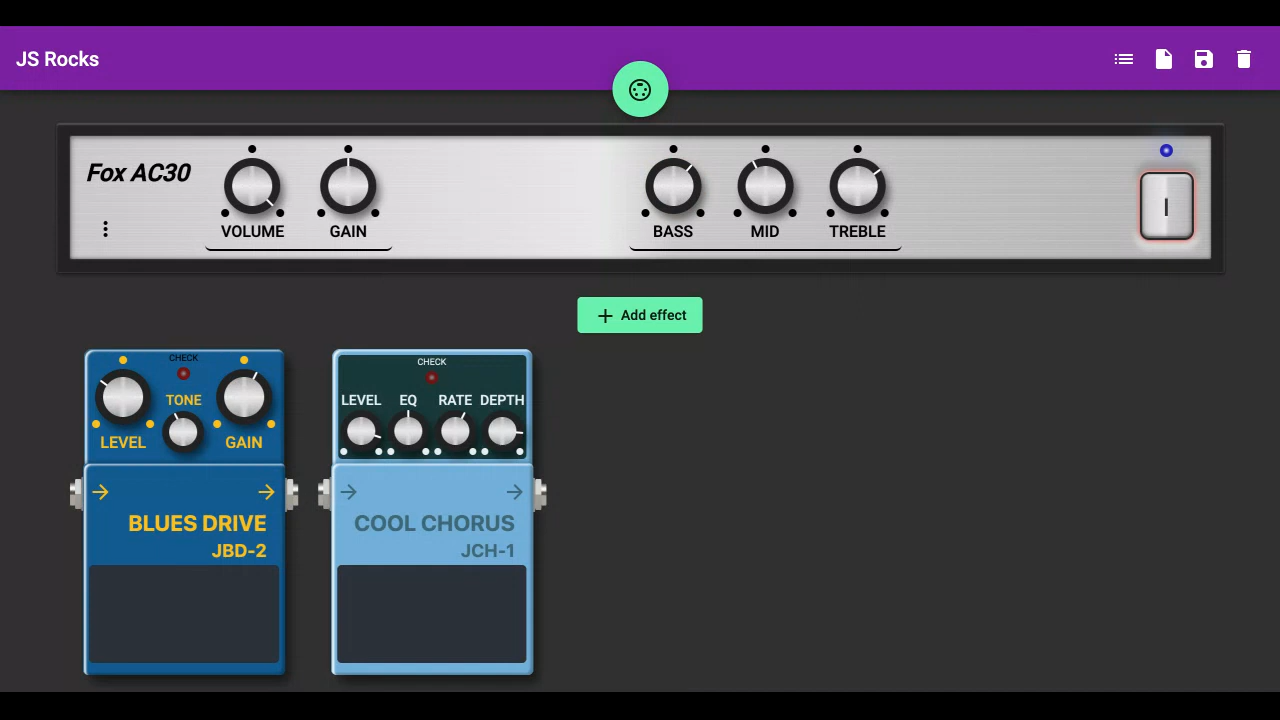 JS Rocks
Fox AC30
VOLUME GAIN
BASS MID TREBLE
I
Add effect
CHECK
TONE
LEVEL GAIN
BLUES DRIVE
JBD-2
CHECK
LEVEL EQ RATE DEPTH
COOL CHORUS
JCH-1